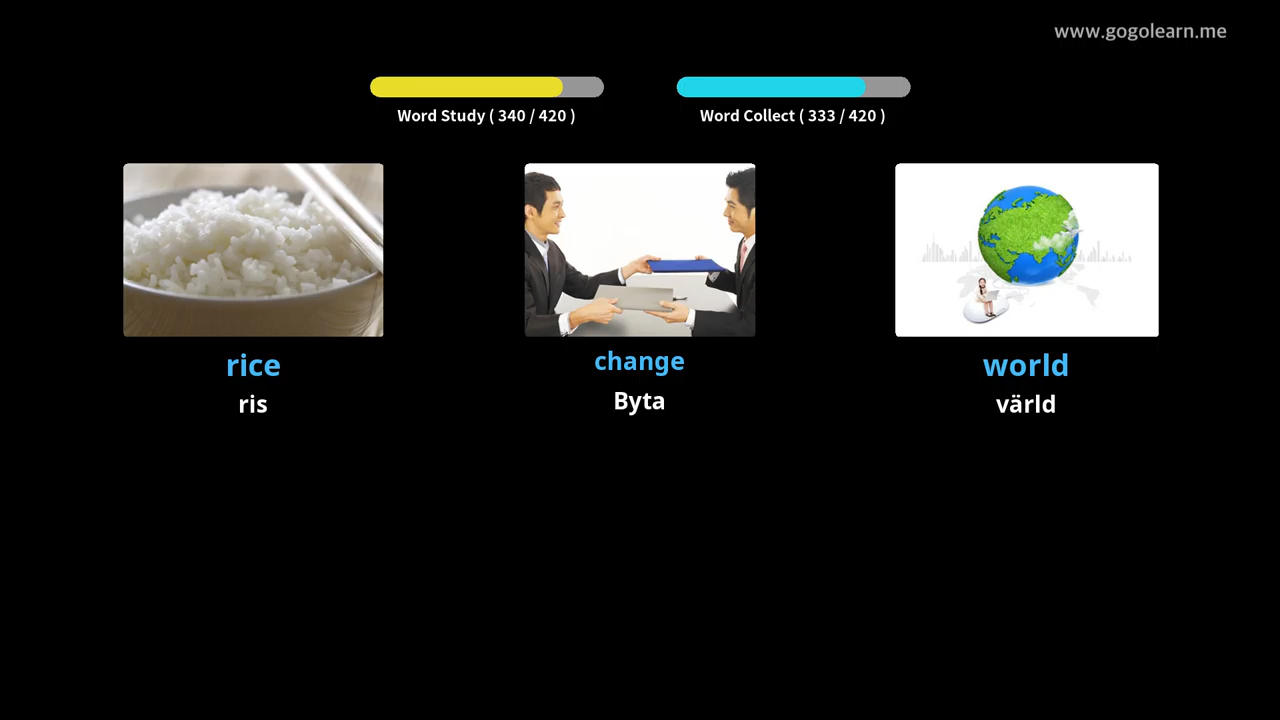 www.gogolearn.me
Word Study ( 340 / 420 )
Word Collect ( 333 / 420 )
rice
change
world
ris
Byta
värld